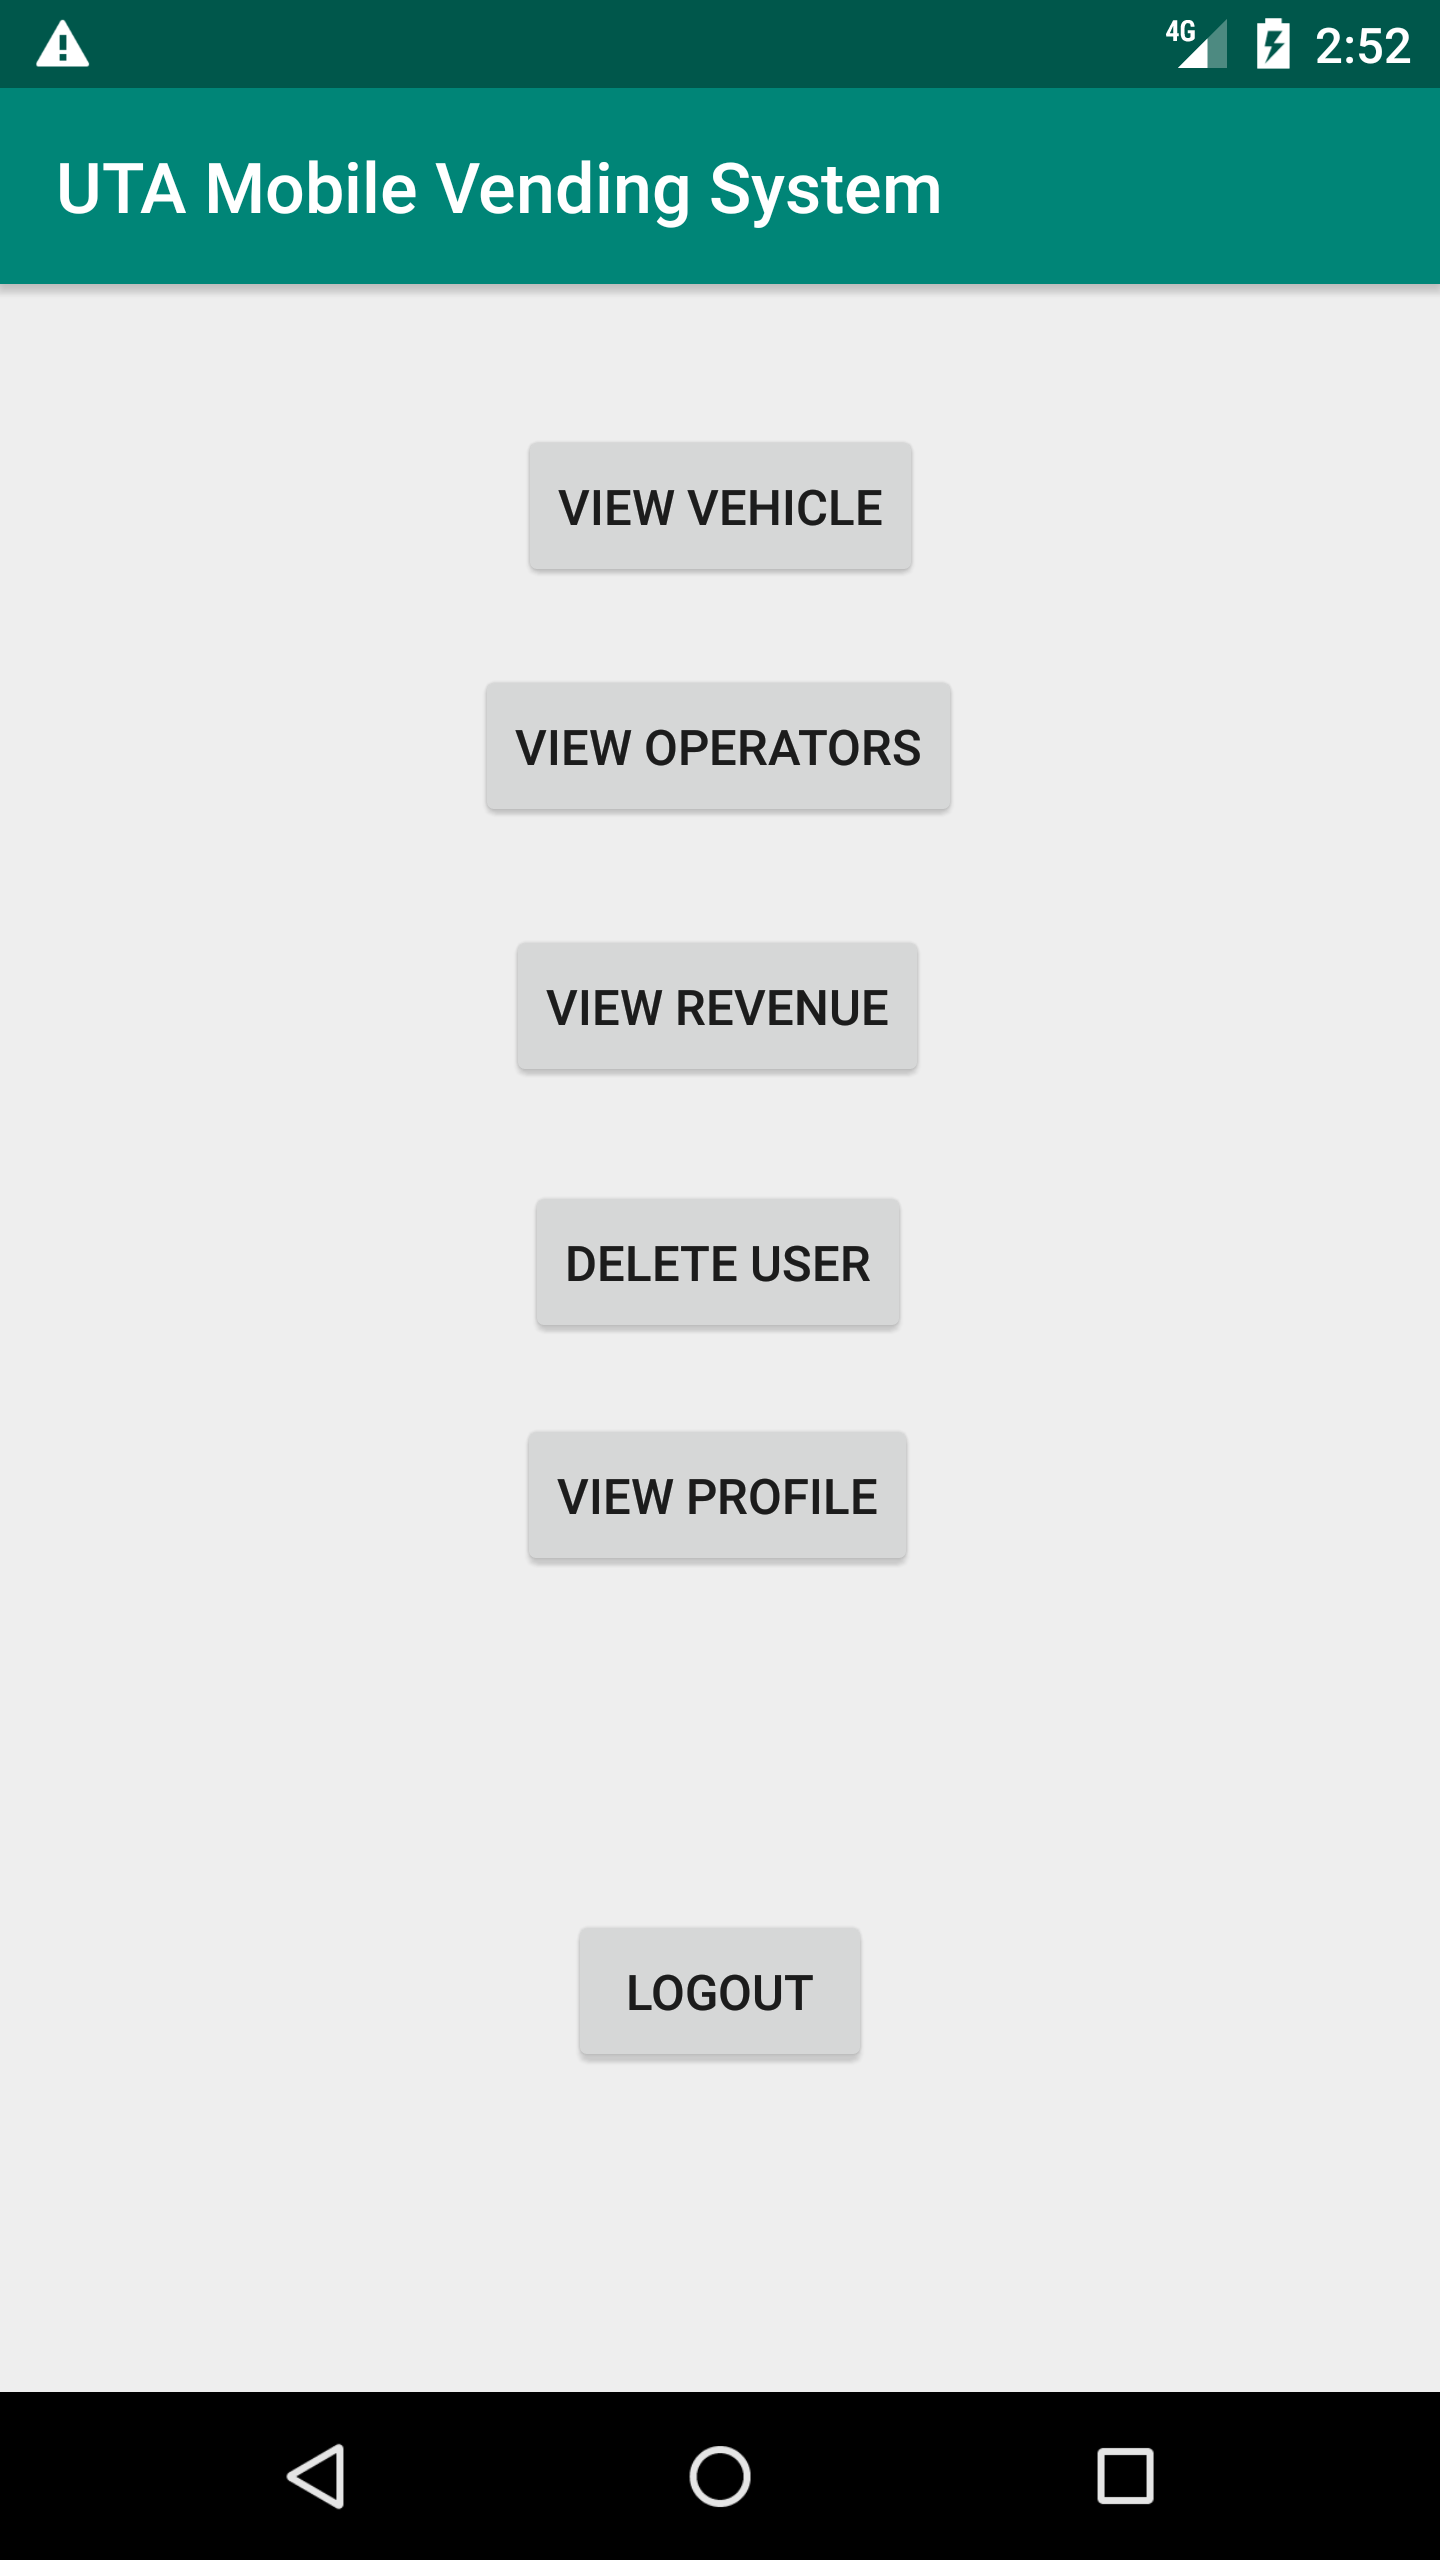 4G 2:52
UTA Mobile Vending System
VIEW VEHICLE
VIEW OPERATORS
VIEW REVENUE
DELETE USER
VIEW PROFILE
LOGOUT